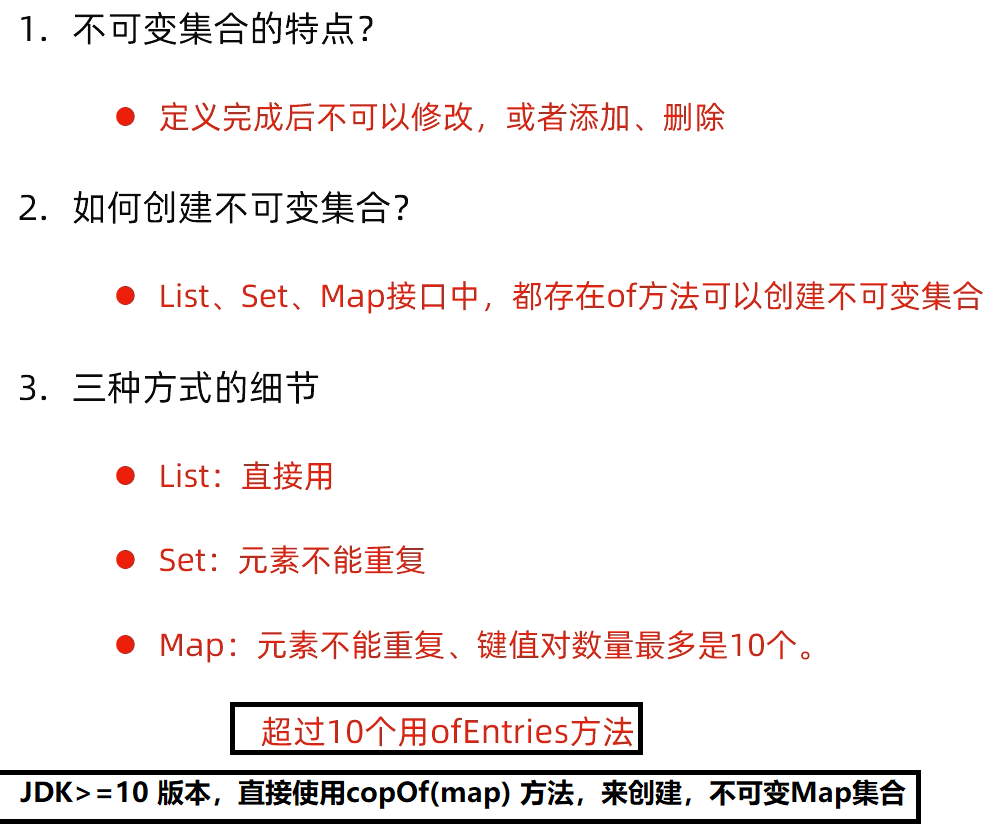 1. 不可变集合的特点？
● 定义完成后不可以修改，或者添加、删除
2. 如何创建不可变集合？
● List、Set、Map接口中，都存在of方法可以创建不可变集合
3. 三种方式的细节
● List：直接用
● Set：元素不能重复
● Map：元素不能重复、键值对数量最多是10个。
超过10个用ofEntries方法
JDK>=10 版本，直接使用copOf(map) 方法，来创建，不可变Map集合